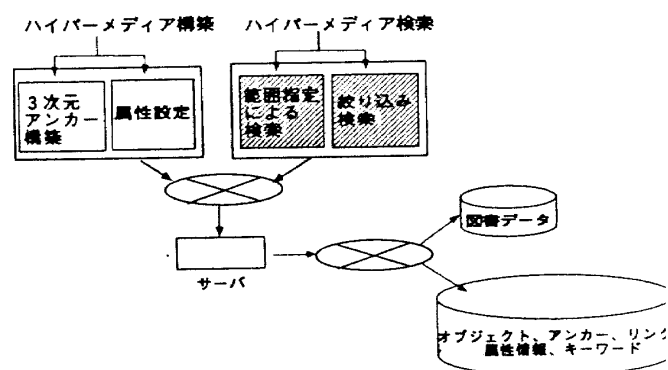 ハイパーメディア構築
ハイパーメディア検索
3次元
アンカー
構築
属性設定
範囲指定
による
検索
絞り込み
検索
図書データ
サーバ
オブジェクト、アンカー、リンク
属性情報、キーワード